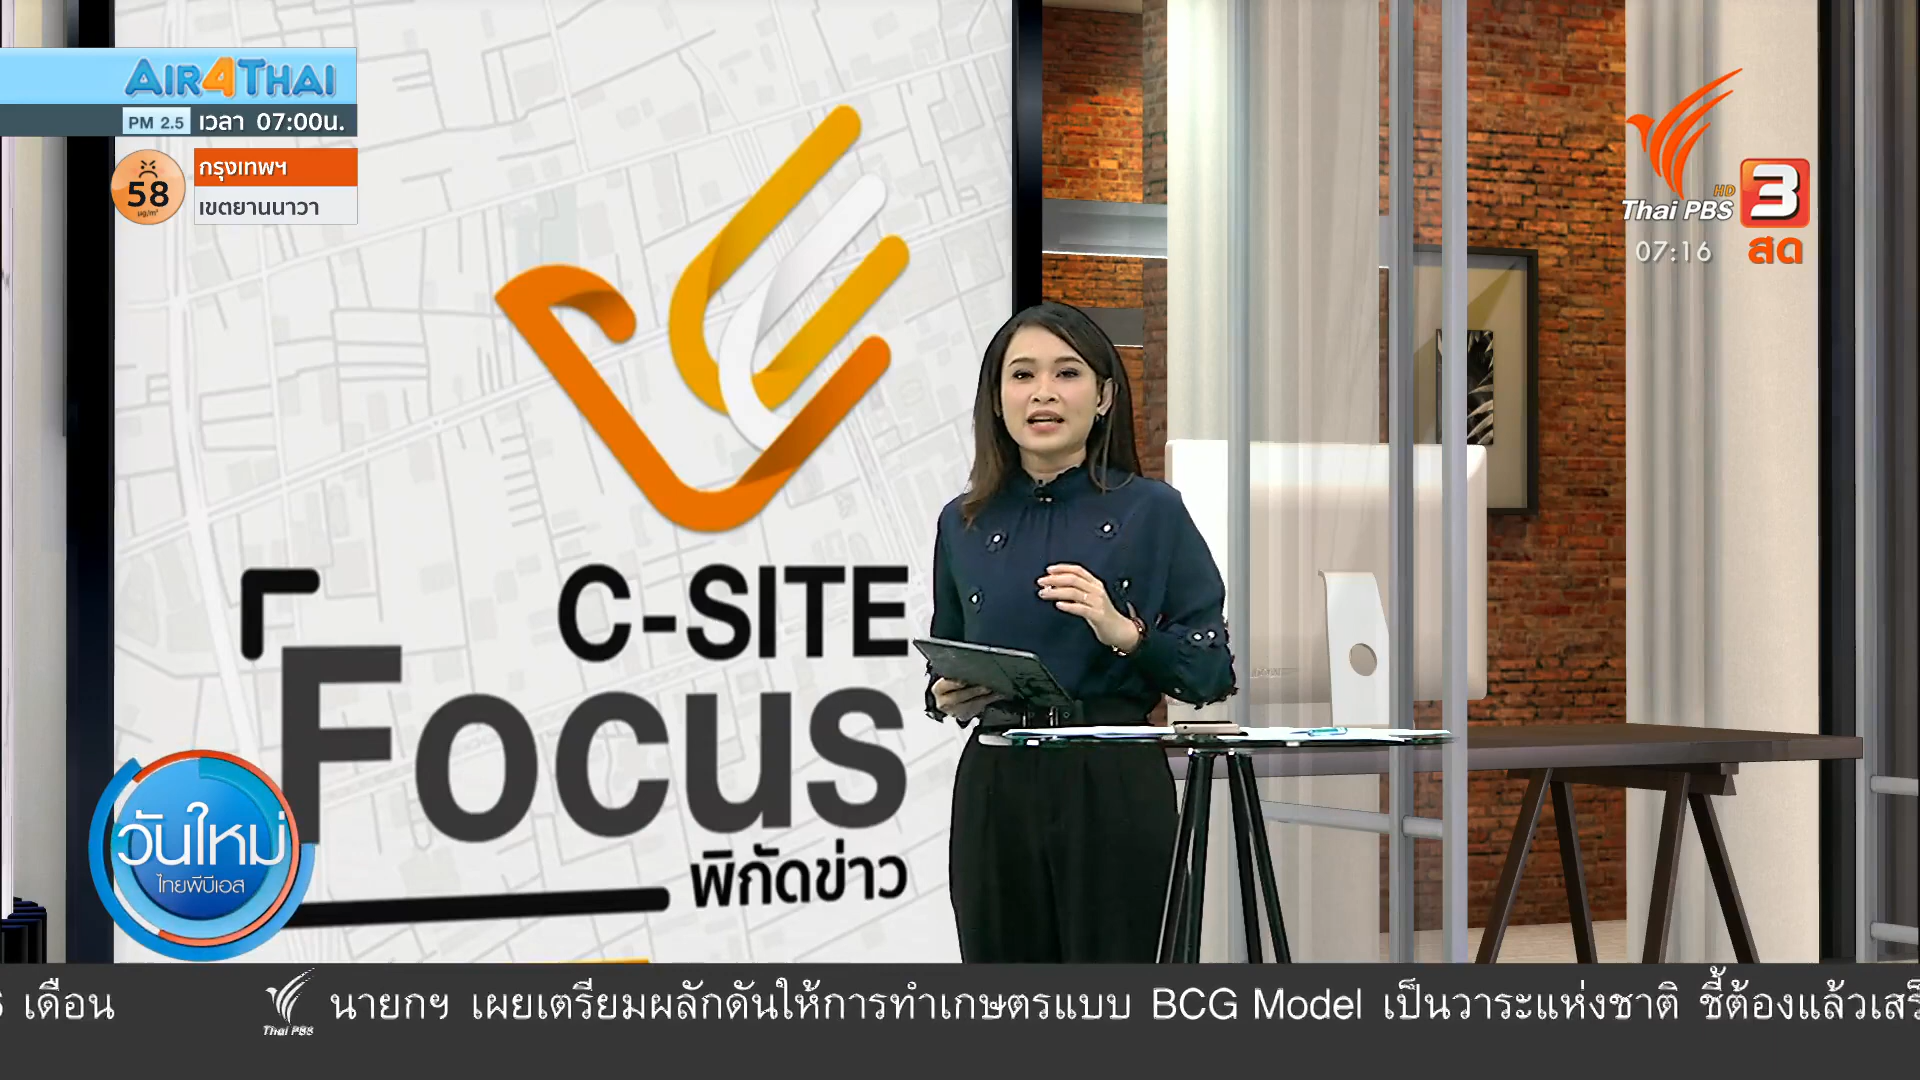 AIR4THAI
PM 2.5 เวลา 07:00น.
58
µg/m³
กรุงเทพฯ
เขตยานนาวา
HD
Thai PBS 3
07:16 สด
C-SITE
FOCUS
พิกัดข่าว
วันใหม่
ไทยพีบีเอส
เดือน Thai PBS นายกฯ เผยเตรียมผลักดันให้การทำเกษตรแบบ BCG Model เป็นวาระแห่งชาติ ชี้ต้องแล้วเสร็